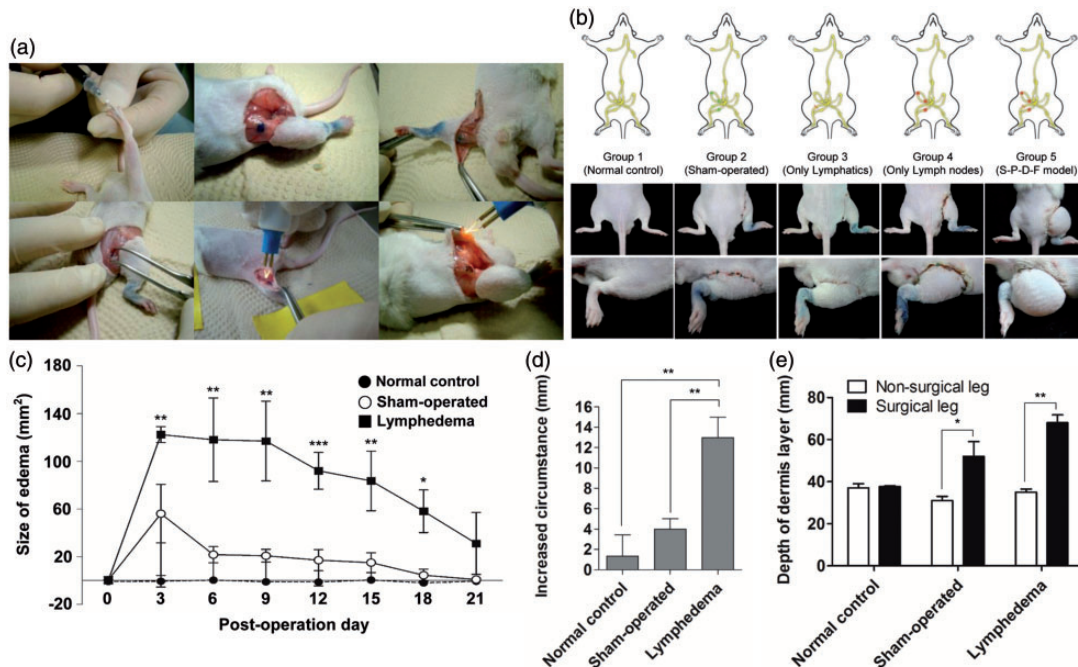 (a)
(b)
Group 1 Group 2 Group 3 Group 4 Group 5
(Normal control) (Sham-operated) (Only Lymphatics) (Only Lymph nodes) (S-P-D-F model)
(c)
Size of edema (mm²)
180
140
100
60
20
-20
** ** ** *** ** *
Normal control
Sham-operated
Lymphedema
0 3 6 9 12 15 18 21
Post-operation day
(d)
Increased circumstance (mm)
16
14
12
10
8
6
4
2
0
**
**
Normal control
Sham-operated
Lymphedema
(e)
Depth of dermis layer (mm)
80
60
40
20
0
Non-surgical leg
Surgical leg
*
**
Normal control
Sham-operated
Lymphedema